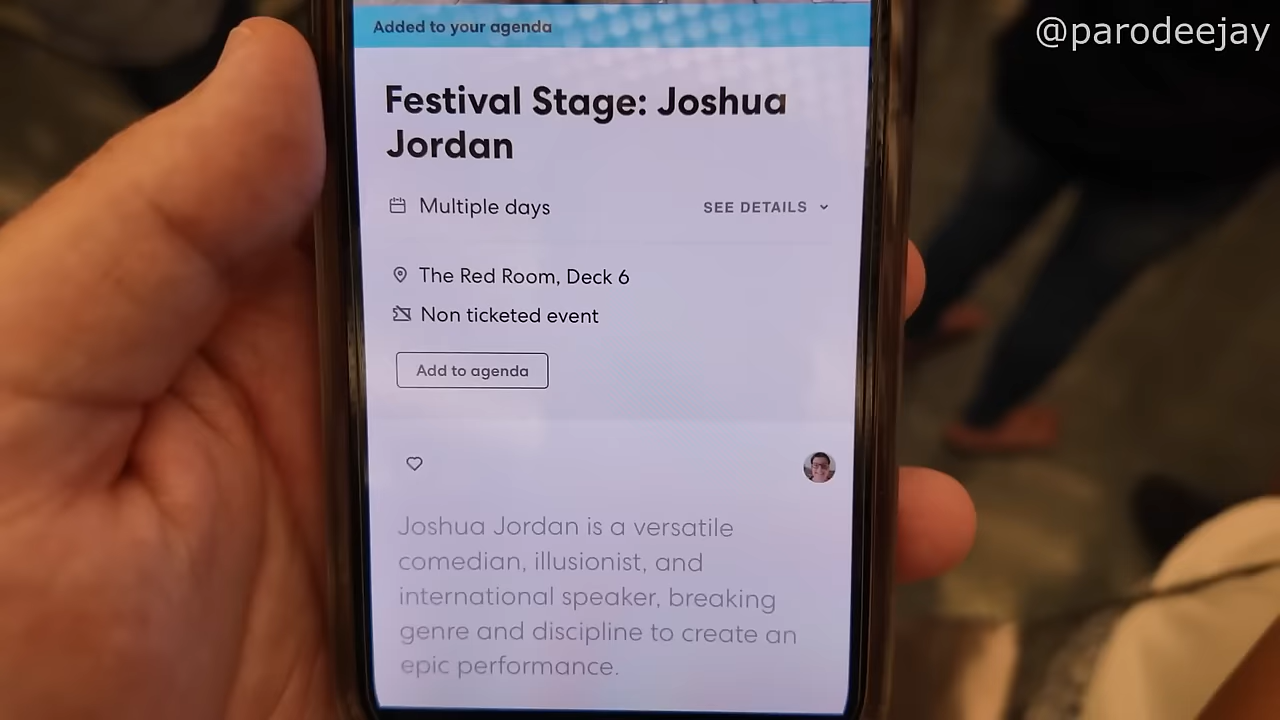 @parodeejay
Added to your agenda
Festival Stage: Joshua
Jordan
Multiple days
SEE DETAILS
The Red Room, Deck 6
Non ticketed event
Add to agenda
Joshua Jordan is a versatile
comedian, illusionist, and
international speaker, breaking
genre and discipline to create an
epic performance.